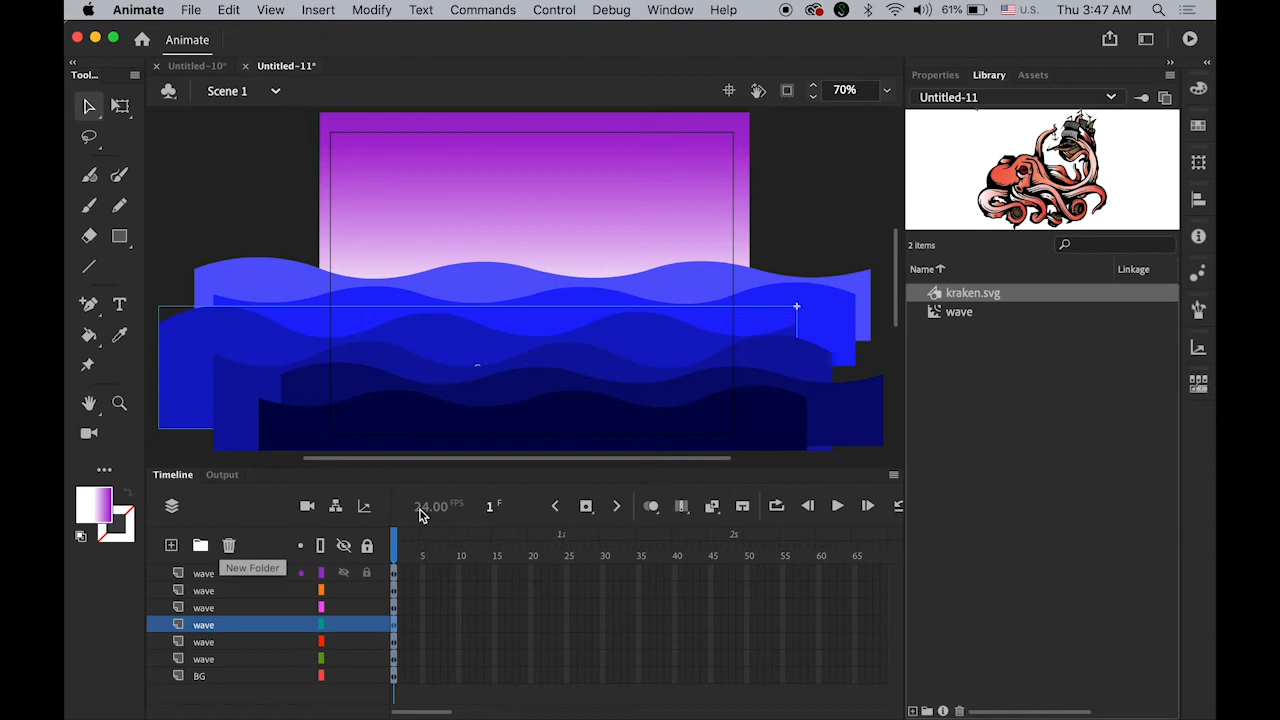 Animate File Edit View Insert Modify Text Commands Control Debug Window Help 61% U.S. Thu 3:47 AM
Animate
Tool... Untitled-10* Untitled-11* Properties Library Assets
Scene 1 70% Untitled-11
2 items
Name Linkage
kraken.svg
wave
Timeline Output
24.00 FPS 1 F
1s 2s
5 10 15 20 25 30 35 40 45 50 55 60 65
New Folder
wave
wave
wave
wave
wave
wave
BG